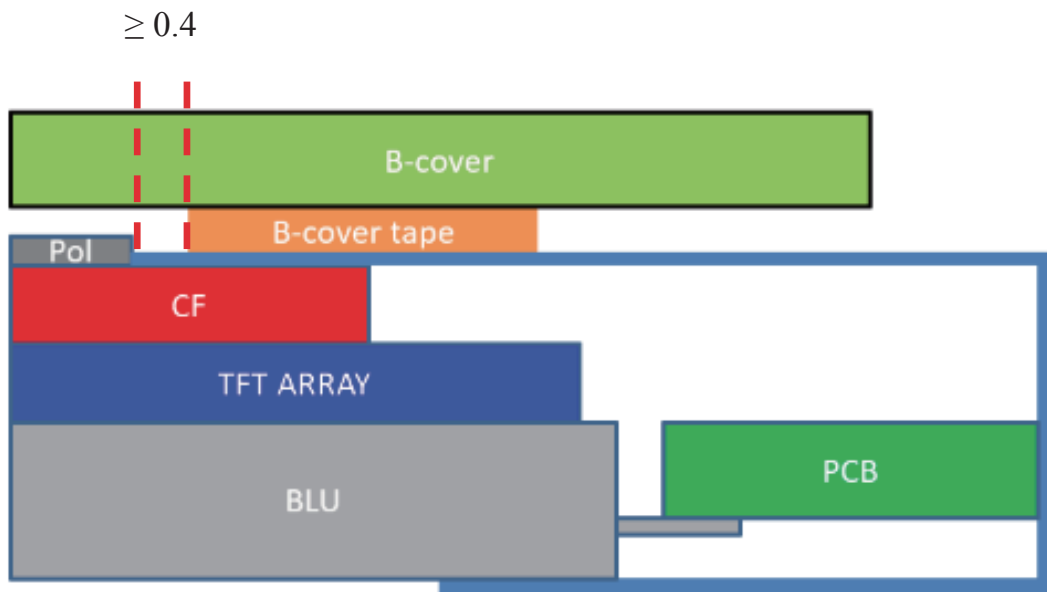 ≥ 0.4
B-cover
B-cover tape
Pol
CF
TFT ARRAY
PCB
BLU